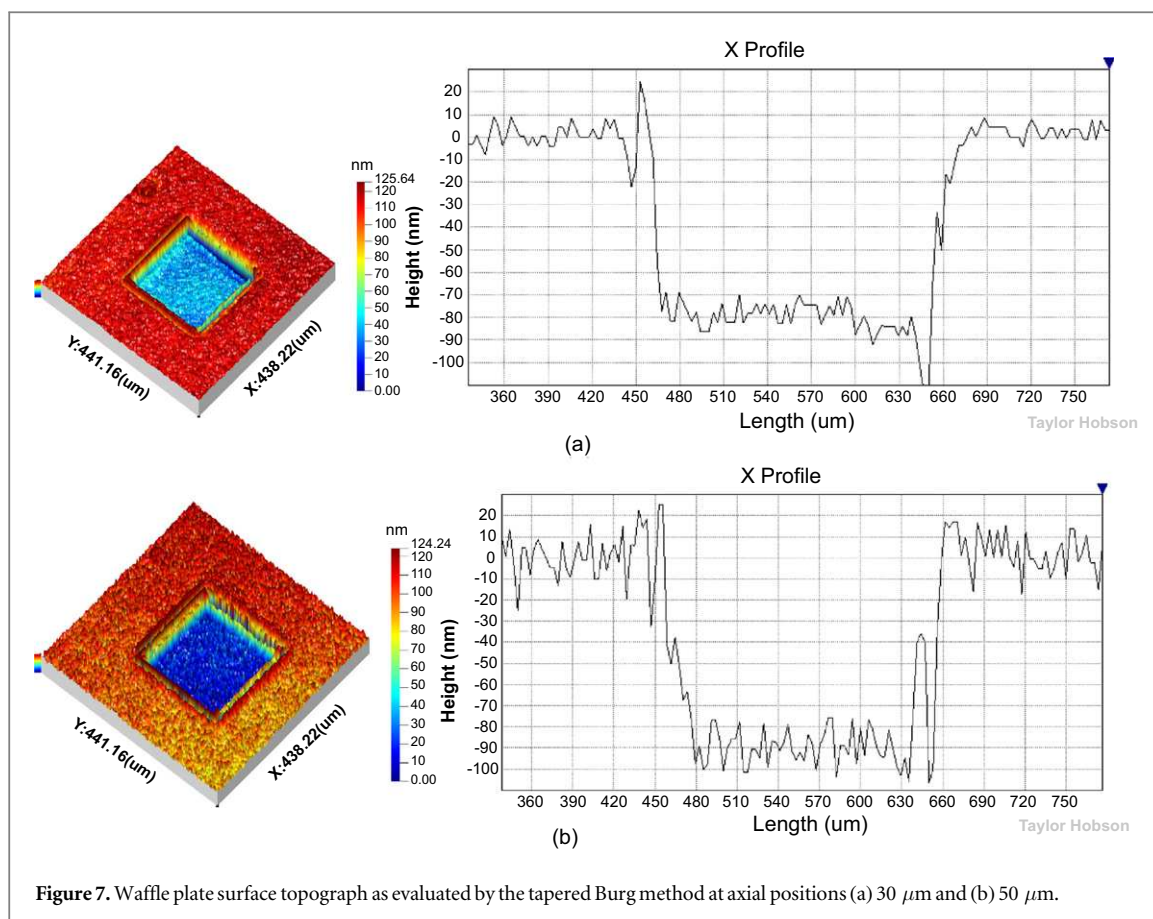 X Profile
nm
125.64
120
110
100
90
80
70
60
50
40
30
20
10
0.00
Height (nm)
20
10
0
-10
-20
-30
-40
-50
-60
-70
-80
-90
-100
360 390 420 450 480 510 540 570 600 630 660 690 720 750
Length (um)
Taylor Hobson
Y:441.16(um)
X:438.22(um)
(a)
X Profile
nm
124.24
120
110
100
90
80
70
60
50
40
30
20
10
0.00
Height (nm)
20
10
0
-10
-20
-30
-40
-50
-60
-70
-80
-90
-100
360 390 420 450 480 510 540 570 600 630 660 690 720 750
Length (um)
Taylor Hobson
Y:441.16(um)
X:438.22(um)
(b)
Figure 7. Waffle plate surface topograph as evaluated by the tapered Burg method at axial positions (a) 30 μm and (b) 50 μm.